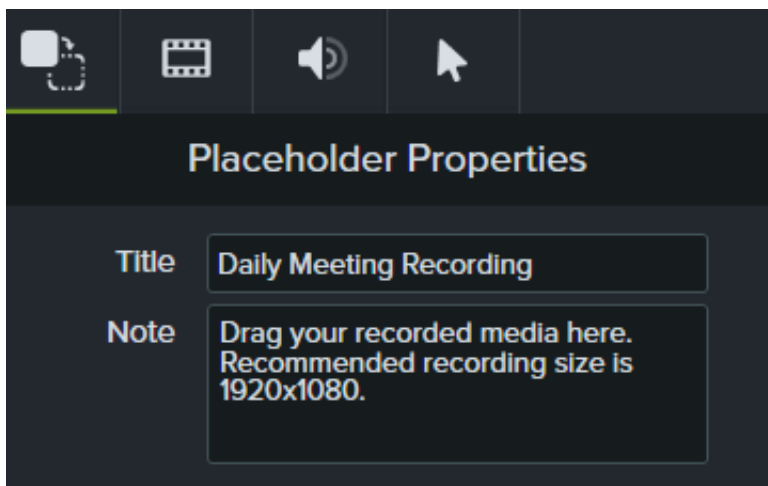 Placeholder Properties
Title
Daily Meeting Recording
Note
Drag your recorded media here.
Recommended recording size is
1920x1080.